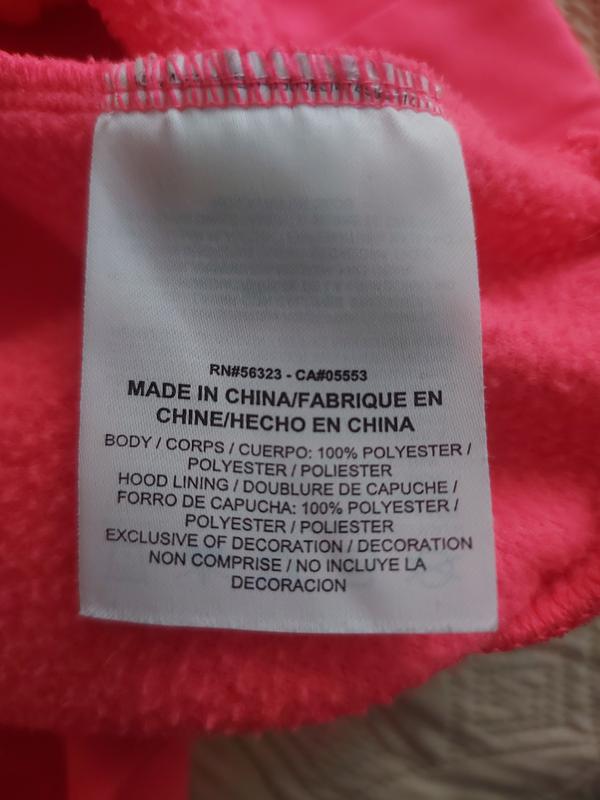 RN#56323 - CA#05553
MADE IN CHINA/FABRIQUE EN
CHINE/HECHO EN CHINA
BODY / CORPS / CUERPO: 100% POLYESTER /
POLYESTER / POLIESTER
HOOD LINING / DOUBLURE DE CAPUCHE /
FORRO DE CAPUCHA: 100% POLYESTER /
POLYESTER / POLIESTER
EXCLUSIVE OF DECORATION / DECORATION
NON COMPRISE / NO INCLUYE LA
DECORACION